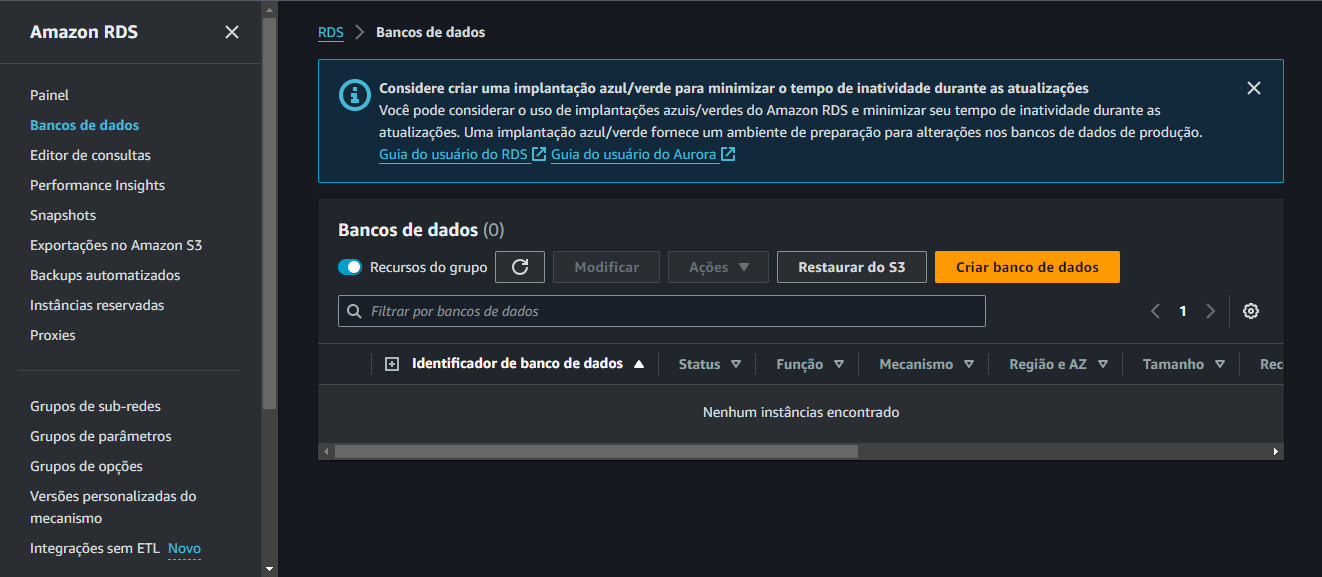 Amazon RDS
Painel
Bancos de dados
Editor de consultas
Performance Insights
Snapshots
Exportações no Amazon S3
Backups automatizados
Instâncias reservadas
Proxies
Grupos de sub-redes
Grupos de parâmetros
Grupos de opções
Versões personalizadas do
mecanismo
Integrações sem ETL Novo
RDS Bancos de dados
Considere criar uma implantação azul/verde para minimizar o tempo de inatividade durante as atualizações
Você pode considerar o uso de implantações azuis/verdes do Amazon RDS e minimizar seu tempo de inatividade durante as
atualizações. Uma implantação azul/verde fornece um ambiente de preparação para alterações nos bancos de dados de produção.
Guia do usuário do RDS Guia do usuário do Aurora
Bancos de dados (0)
Recursos do grupo Modificar Ações Restaurar do S3 Criar banco de dados
Filtrar por bancos de dados 1
Identificador de banco de dados Status Função Mecanismo Região e AZ Tamanho Rec
Nenhum instâncias encontrado